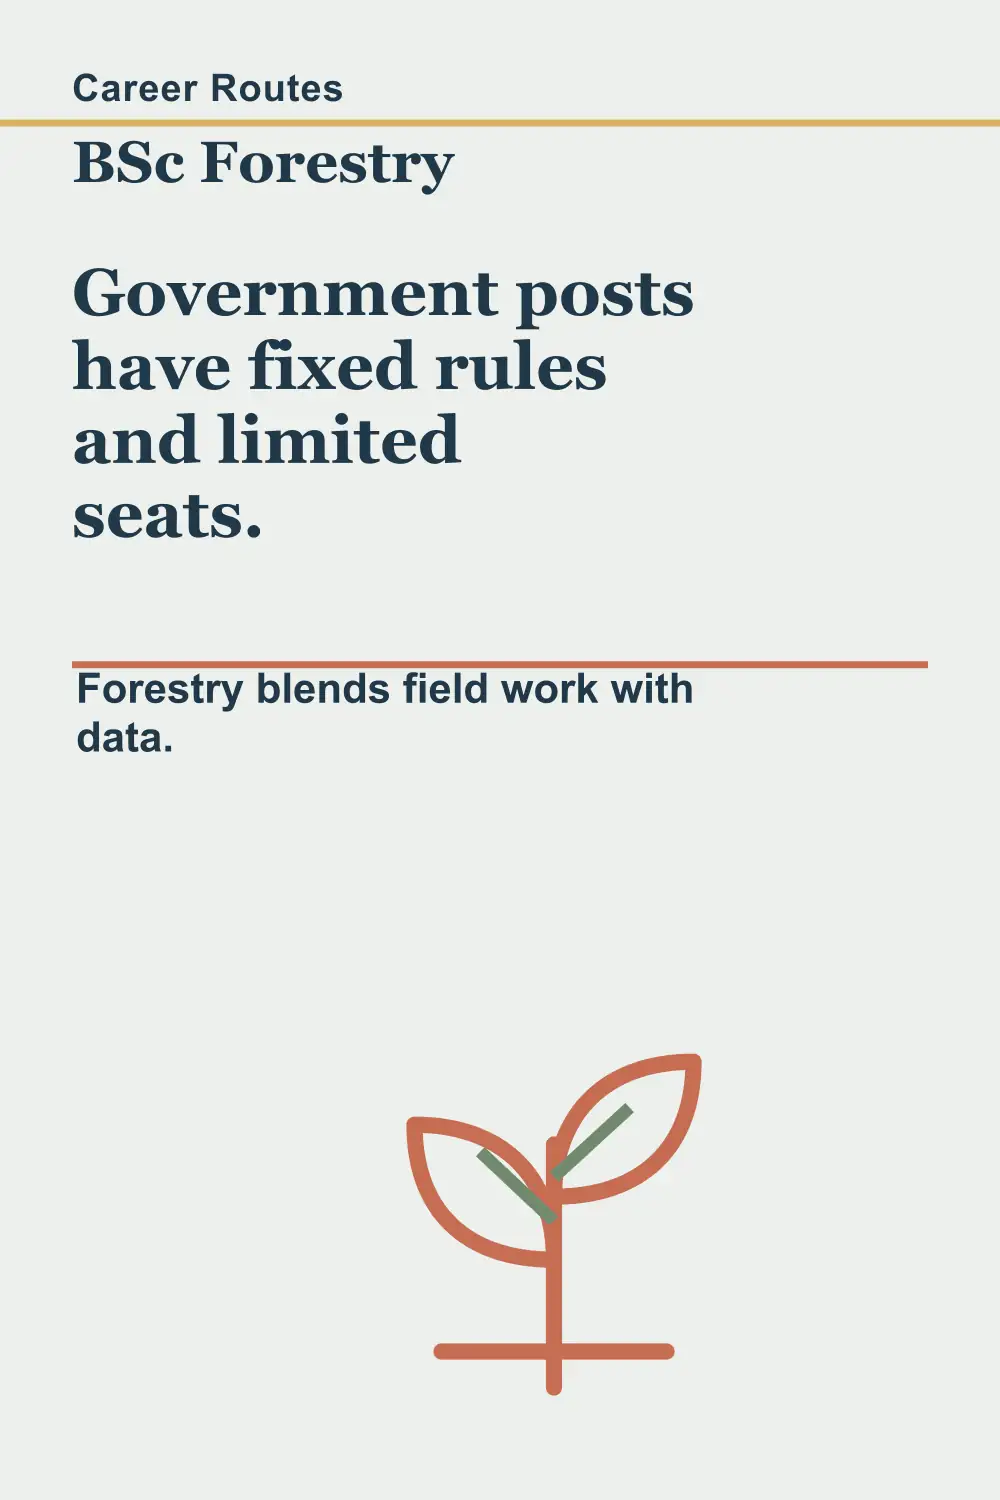 Career Routes
BSc Forestry
Government posts
have fixed rules
and limited
seats.
Forestry blends field work with
data.